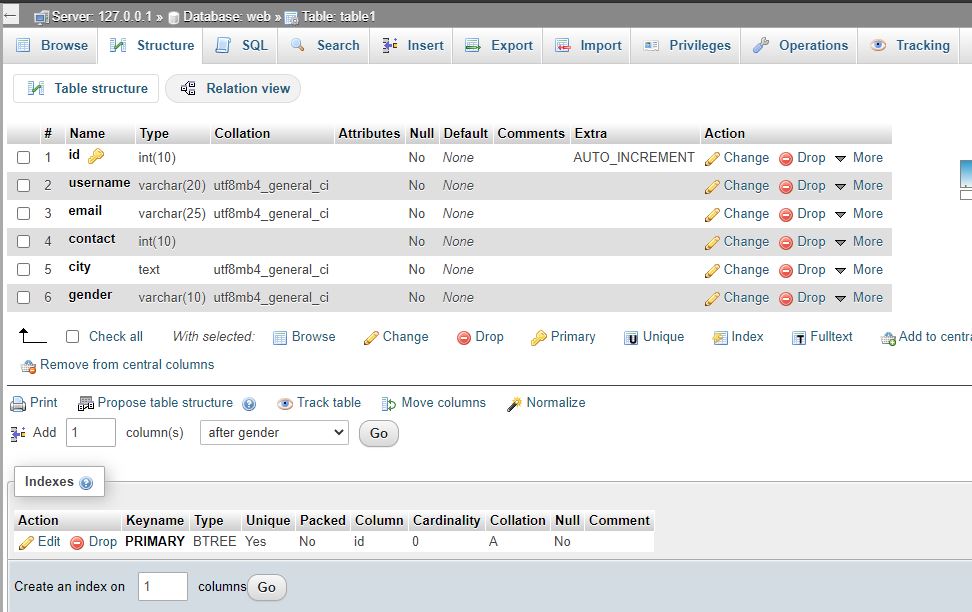 Server: 127.0.0.1 » Database: web » Table: table1
Browse Structure SQL Search Insert Export Import Privileges Operations Tracking
Table structure Relation view
# Name Type Collation Attributes Null Default Comments Extra Action
1 id int(10) No None AUTO_INCREMENT Change Drop More
2 username varchar(20) utf8mb4_general_ci No None Change Drop More
3 email varchar(25) utf8mb4_general_ci No None Change Drop More
4 contact int(10) No None Change Drop More
5 city text utf8mb4_general_ci No None Change Drop More
6 gender varchar(10) utf8mb4_general_ci No None Change Drop More
Check all With selected: Browse Change Drop Primary Unique Index Fulltext Add to centra
Remove from central columns
Print Propose table structure Track table Move columns Normalize
Add 1 column(s) after gender Go
Indexes
Action Keyname Type Unique Packed Column Cardinality Collation Null Comment
Edit Drop PRIMARY BTREE Yes No id 0 A No
Create an index on 1 columns Go